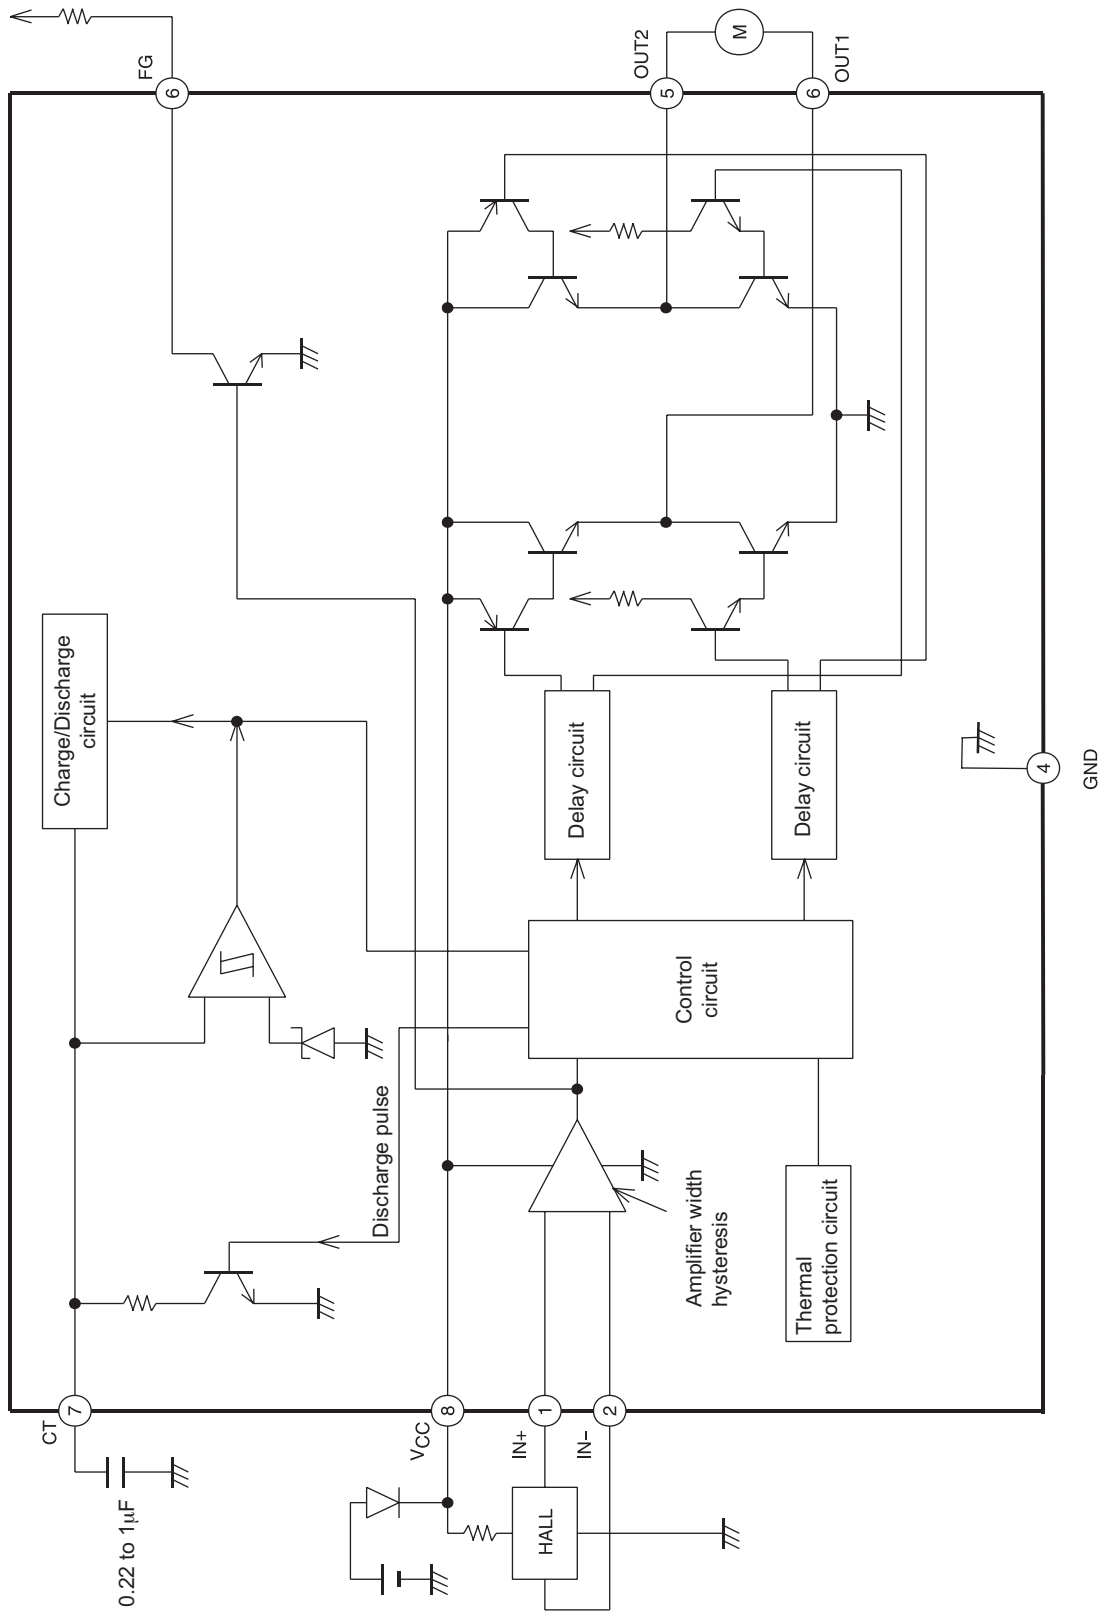 FG
6
OUT2
5
M
6
OUT1
Charge/Discharge
circuit
Delay circuit
Delay circuit
Control
circuit
4
GND
Discharge pulse
Amplifier width
hysteresis
Thermal
protection circuit
CT
7
VCC
8
IN+
1
IN−
2
0.22 to 1μF
HALL